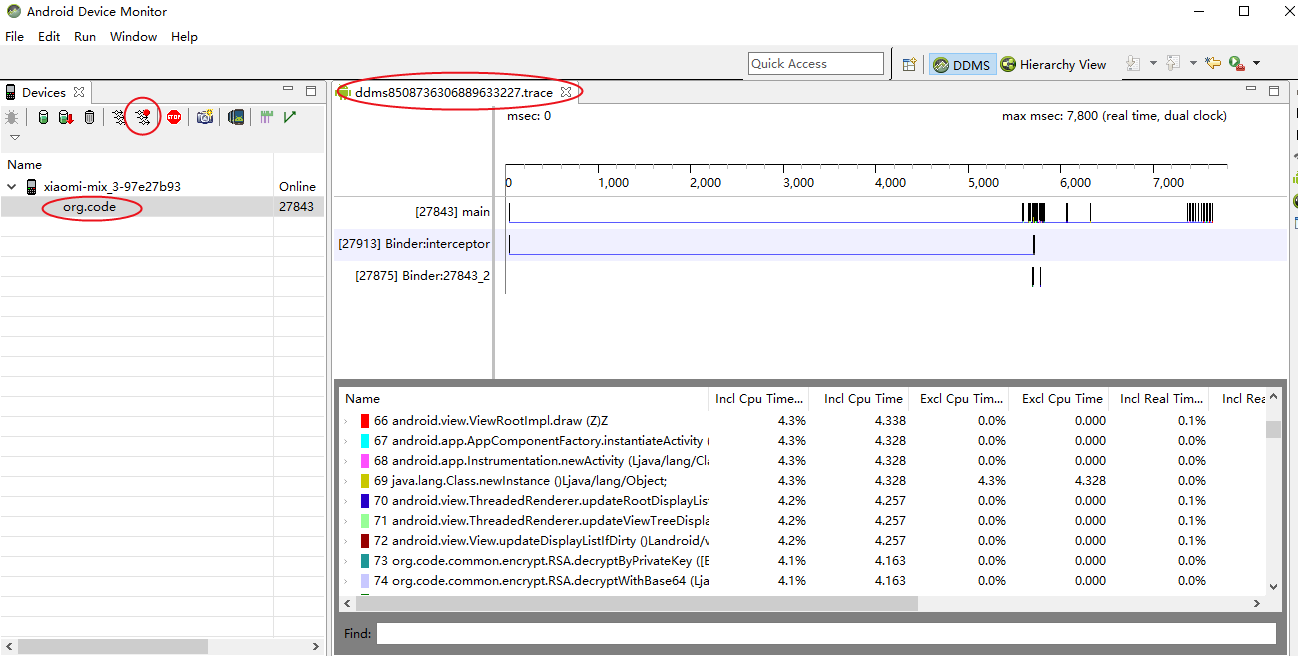 Android Device Monitor
File Edit Run Window Help
Quick Access
DDMS
Hierarchy View
Devices
STOP
Name
xiaomi-mix_3-97e27b93 Online
org.code 27843
ddms8508736306889633227.trace
msec: 0 max msec: 7,800 (real time, dual clock)
0 1,000 2,000 3,000 4,000 5,000 6,000 7,000
[27843] main
[27913] Binder:interceptor
[27875] Binder:27843_2
Name Incl Cpu Time... Incl Cpu Time Excl Cpu Tim... Excl Cpu Time Incl Real Tim... Incl Rea
66 android.view.ViewRootImpl.draw (Z)Z 4.3% 4.338 0.0% 0.000 0.1%
67 android.app.AppComponentFactory.instantiateActivity ( 4.3% 4.328 0.0% 0.000 0.0%
68 android.app.Instrumentation.newActivity (Ljava/lang/Cl 4.3% 4.328 0.0% 0.000 0.0%
69 java.lang.Class.newInstance ()Ljava/lang/Object; 4.3% 4.328 4.3% 4.328 0.0%
70 android.view.ThreadedRenderer.updateRootDisplayList 4.2% 4.257 0.0% 0.000 0.1%
71 android.view.ThreadedRenderer.updateViewTreeDispla 4.2% 4.257 0.0% 0.000 0.1%
72 android.view.View.updateDisplayListIfDirty ()Landroid/v 4.2% 4.257 0.0% 0.000 0.1%
73 org.code.common.encrypt.RSA.decryptByPrivateKey ([B 4.1% 4.163 0.0% 0.000 0.0%
74 org.code.common.encrypt.RSA.decryptWithBase64 (Lja 4.1% 4.163 0.0% 0.000 0.0%
Find: